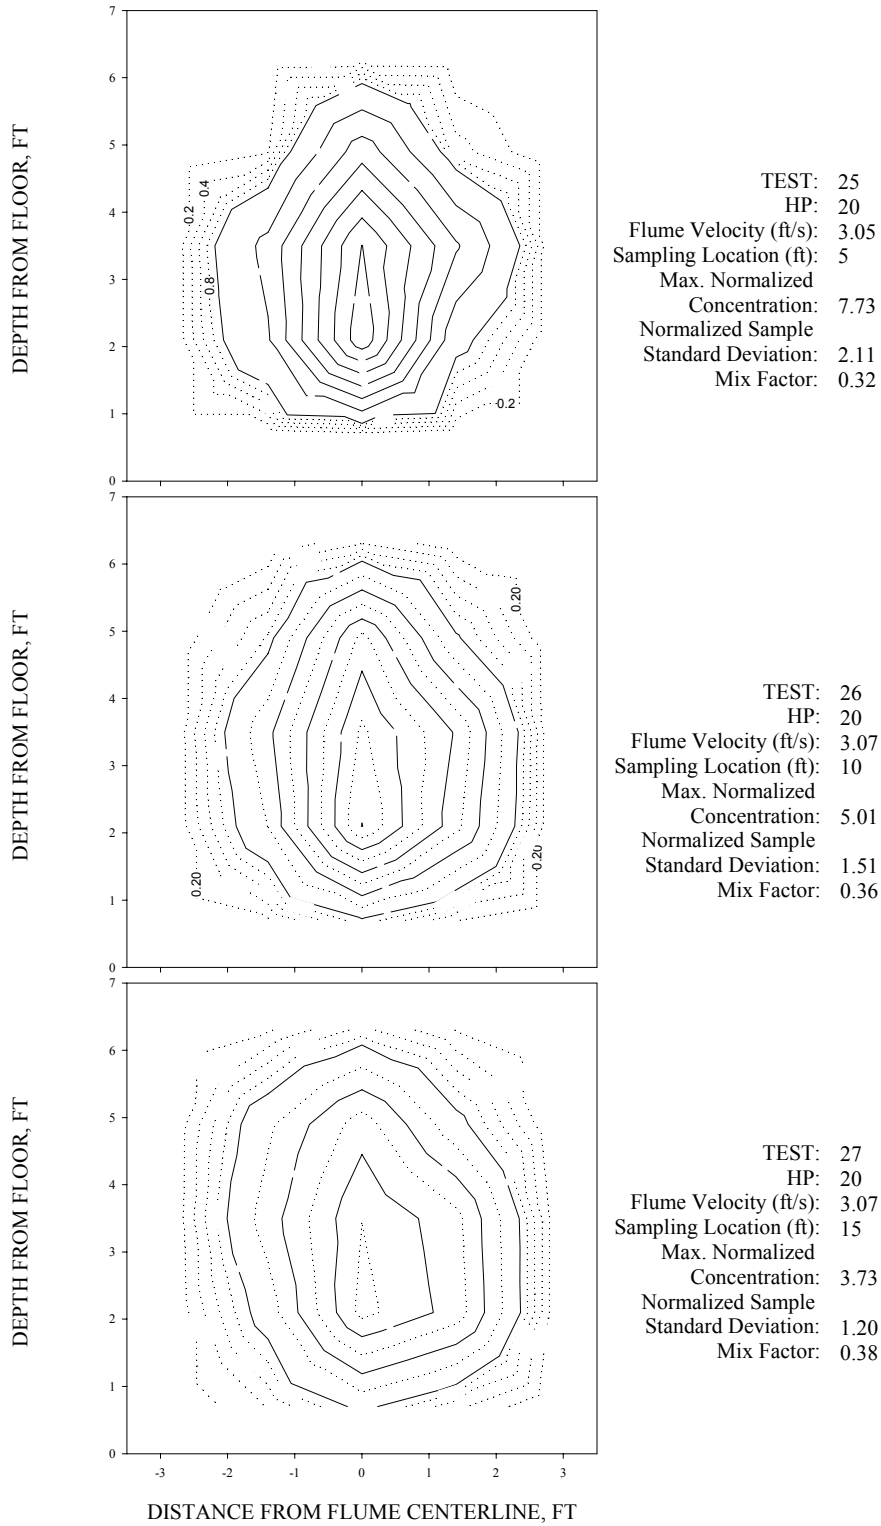 7
6
5
4
3
2
1
0
DEPTH FROM FLOOR, FT
0.2
0.4
0.8
0.2
TEST: 25
HP: 20
Flume Velocity (ft/s): 3.05
Sampling Location (ft): 5
Max. Normalized
Concentration: 7.73
Normalized Sample
Standard Deviation: 2.11
Mix Factor: 0.32
7
6
5
4
3
2
1
0
DEPTH FROM FLOOR, FT
0.20
0.20
0.20
TEST: 26
HP: 20
Flume Velocity (ft/s): 3.07
Sampling Location (ft): 10
Max. Normalized
Concentration: 5.01
Normalized Sample
Standard Deviation: 1.51
Mix Factor: 0.36
7
6
5
4
3
2
1
0
DEPTH FROM FLOOR, FT
TEST: 27
HP: 20
Flume Velocity (ft/s): 3.07
Sampling Location (ft): 15
Max. Normalized
Concentration: 3.73
Normalized Sample
Standard Deviation: 1.20
Mix Factor: 0.38
-3 -2 -1 0 1 2 3
DISTANCE FROM FLUME CENTERLINE, FT